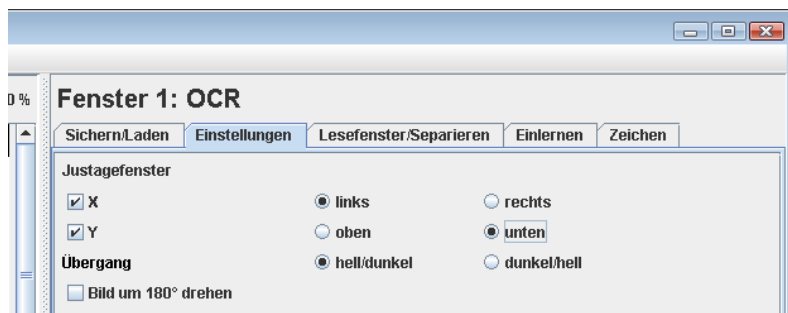 0 %
Fenster 1: OCR
Sichern/Laden Einstellungen Lesefenster/Separieren Einlernen Zeichen
Justagefenster
X links rechts
Y oben unten
Übergang hell/dunkel dunkel/hell
Bild um 180° drehen